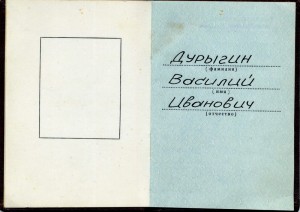 Дурыгин
(фамилия)
Василий
(имя)
Иванович
(отчество)